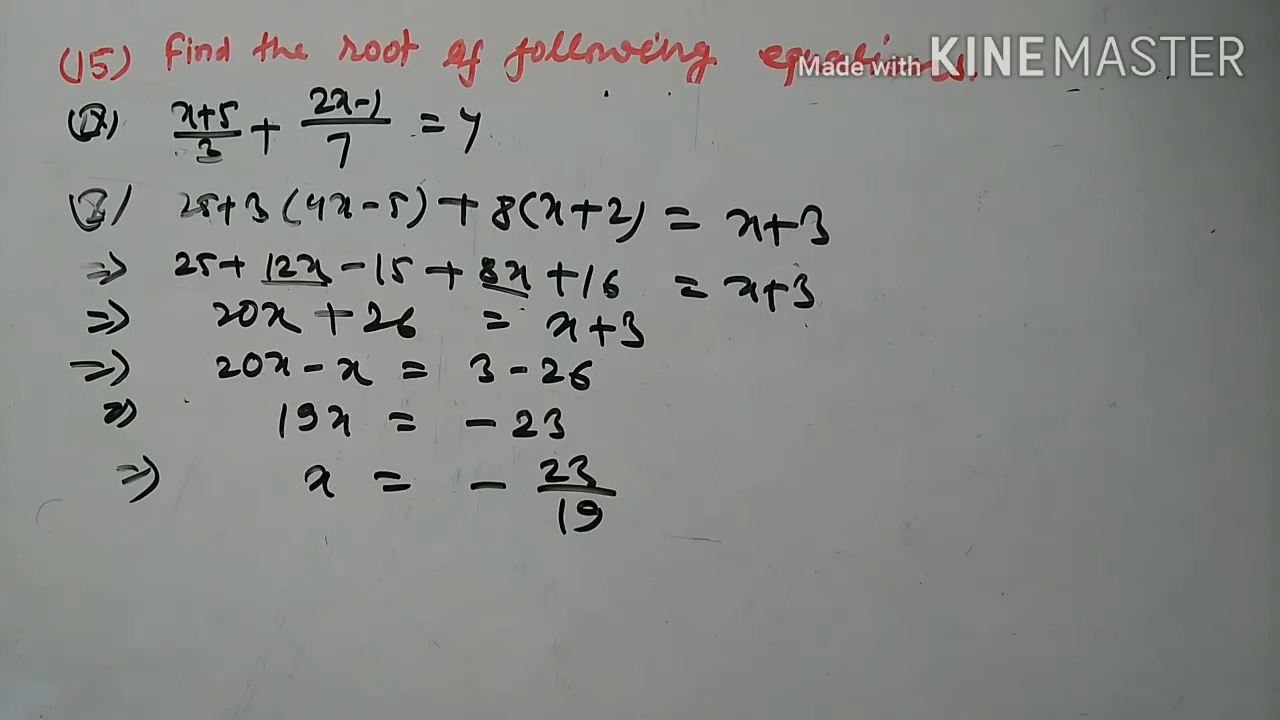 (15) Find the root of following equations.
Made with KINEMASTER
(ii) x+5/3 + 2x-1/7 = 4
(i) 25+3(4x-5)+8(x+2) = x+3
⇒ 25+12x-15+8x+16 = x+3
⇒ 20x+26 = x+3
⇒ 20x-x = 3-26
⇒ 19x = -23
⇒ x = -23/19